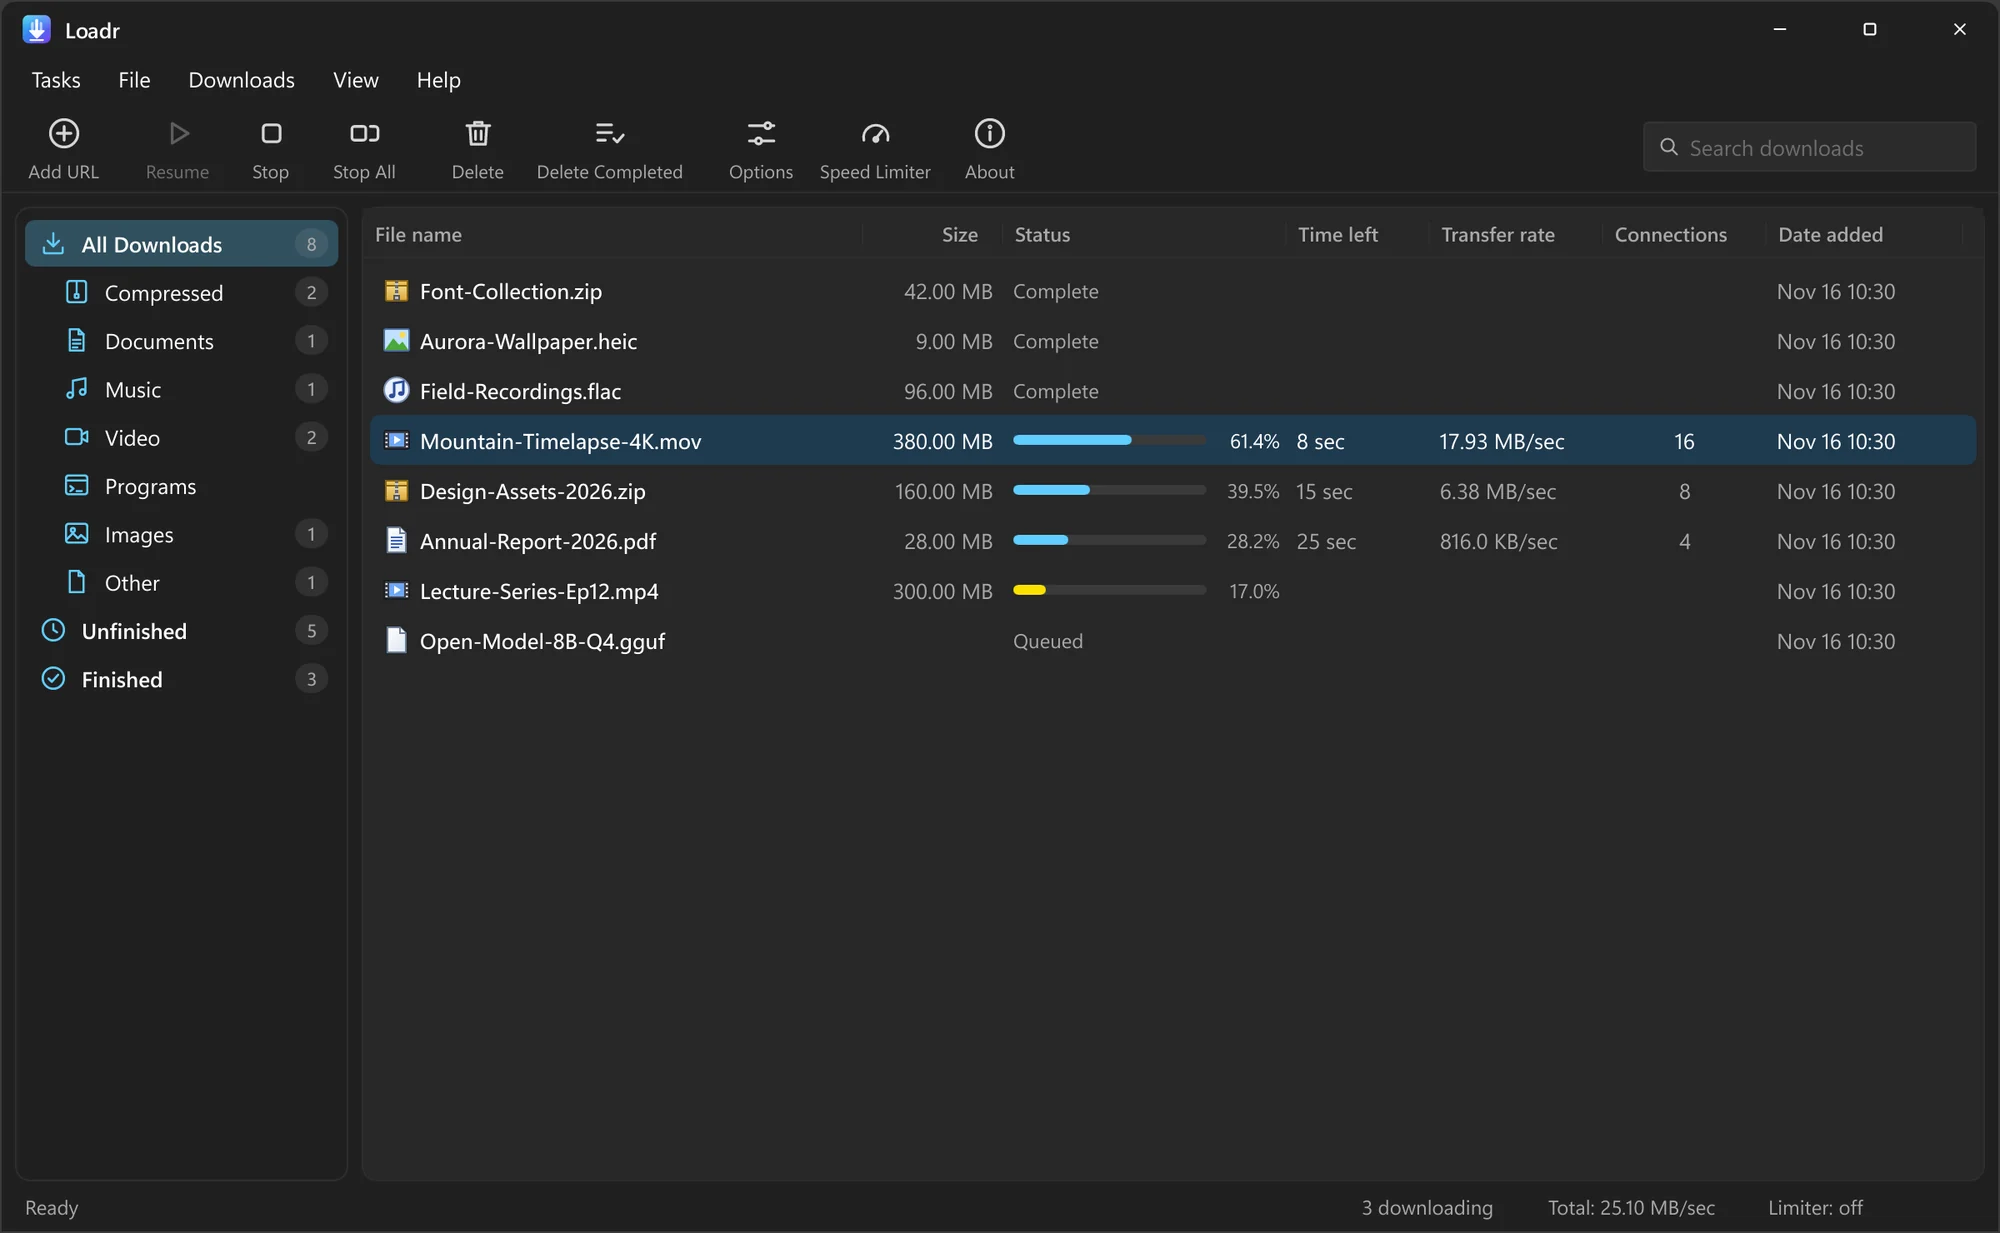 Loadr
Tasks File Downloads View Help
Add URL Resume Stop Stop All Delete Delete Completed Options Speed Limiter About Search downloads
All Downloads 8
Compressed 2
Documents 1
Music 1
Video 2
Programs
Images 1
Other 1
Unfinished 5
Finished 3
File name Size Status Time left Transfer rate Connections Date added
Font-Collection.zip 42.00 MB Complete Nov 16 10:30
Aurora-Wallpaper.heic 9.00 MB Complete Nov 16 10:30
Field-Recordings.flac 96.00 MB Complete Nov 16 10:30
Mountain-Timelapse-4K.mov 380.00 MB 61.4% 8 sec 17.93 MB/sec 16 Nov 16 10:30
Design-Assets-2026.zip 160.00 MB 39.5% 15 sec 6.38 MB/sec 8 Nov 16 10:30
Annual-Report-2026.pdf 28.00 MB 28.2% 25 sec 816.0 KB/sec 4 Nov 16 10:30
Lecture-Series-Ep12.mp4 300.00 MB 17.0% Nov 16 10:30
Open-Model-8B-Q4.gguf Queued Nov 16 10:30
Ready 3 downloading Total: 25.10 MB/sec Limiter: off